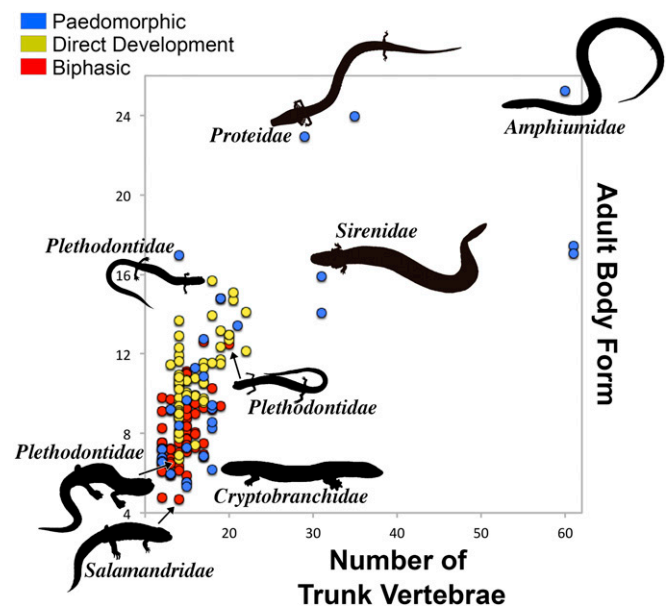 Paedomorphic
Direct Development
Biphasic
Proteidae
Amphiumidae
Plethodontidae
Sirenidae
Plethodontidae
Plethodontidae
Cryptobranchidae
Salamandridae
24
20
16
12
8
4
10
20
30
40
50
60
Adult Body Form
Number of
Trunk Vertebrae